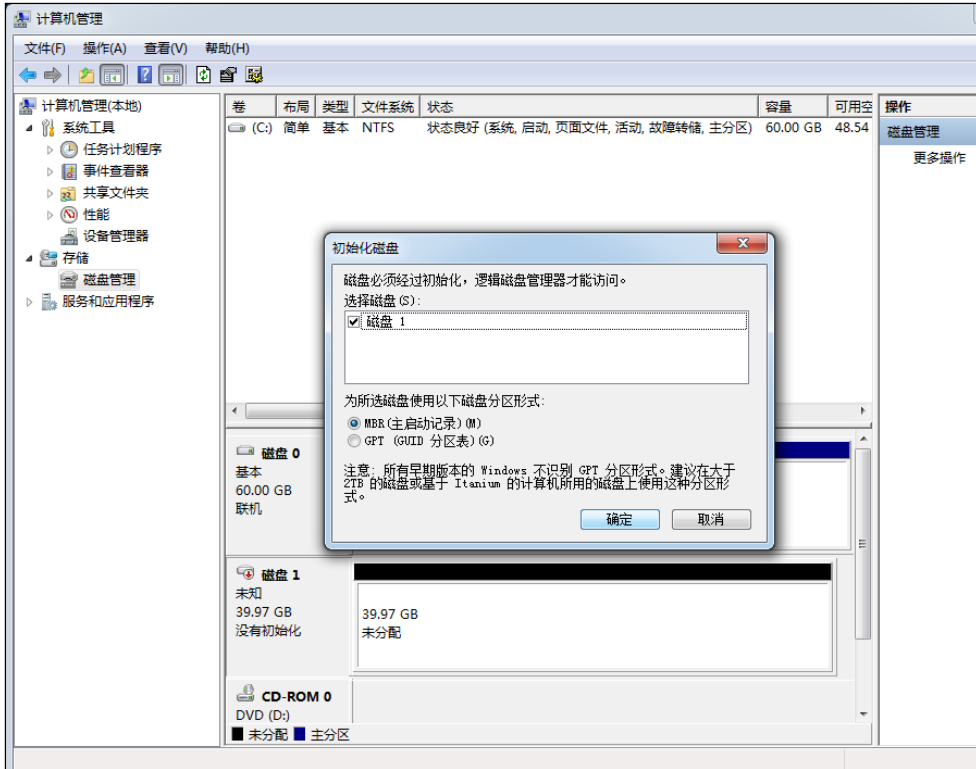 计算机管理
文件(F) 操作(A) 查看(V) 帮助(H)
计算机管理(本地)
系统工具
任务计划程序
事件查看器
共享文件夹
性能
设备管理器
存储
磁盘管理
服务和应用程序
卷 布局 类型 文件系统 状态 容量 可用空
(C:) 简单 基本 NTFS 状态良好 (系统, 启动, 页面文件, 活动, 故障转储, 主分区) 60.00 GB 48.54
操作
磁盘管理
更多操作
初始化磁盘
磁盘必须经过初始化，逻辑磁盘管理器才能访问。
选择磁盘(S):
磁盘 1
为所选磁盘使用以下磁盘分区形式:
MBR(主启动记录)(M)
GPT (GUID 分区表)(G)
注意: 所有早期版本的 Windows 不识别 GPT 分区形式。建议在大于
2TB 的磁盘或基于 Itanium 的计算机所用的磁盘上使用这种分区形
式。
确定 取消
磁盘 0
基本
60.00 GB
联机
磁盘 1
未知
39.97 GB
没有初始化
39.97 GB
未分配
CD-ROM 0
DVD (D:)
未分配 主分区